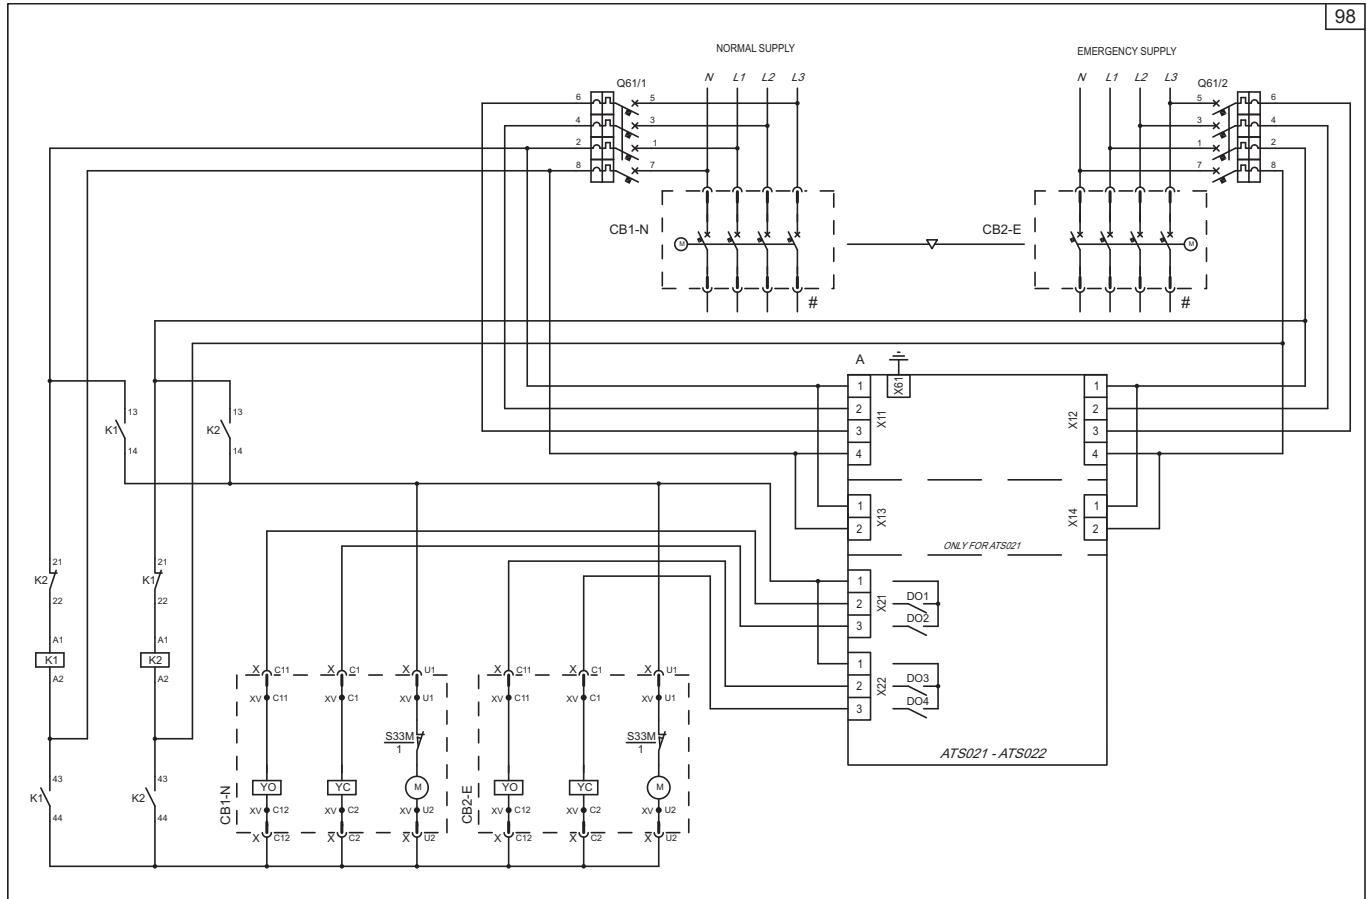 98
NORMAL SUPPLY
EMERGENCY SUPPLY
N L1 L2 L3
N L1 L2 L3
Q61/1
Q61/2
6 5
4 3
2 1
8 7
5 6
3 4
1 2
7 8
CB1-N
M
#
CB2-E
M
#
A
X61
1
2
3
4
X11
1
2
3
4
X12
1
2
X13
1
2
X14
ONLY FOR ATS021
1
2
3
X21
DO1
DO2
1
2
3
X22
DO3
DO4
ATS021 - ATS022
13
K1
14
13
K2
14
21
K2
22
21
K1
22
A1
K1
A2
A1
K2
A2
43
K1
44
43
K2
44
X C11 X C1 X U1
XV C11 XV C1 XV U1
S33M
1
YO YC M
XV C12 XV C2 XV U2
X C12 X C2 X U2
CB1-N
X C11 X C1 X U1
XV C11 XV C1 XV U1
S33M
1
YO YC M
XV C12 XV C2 XV U2
X C12 X C2 X U2
CB2-E